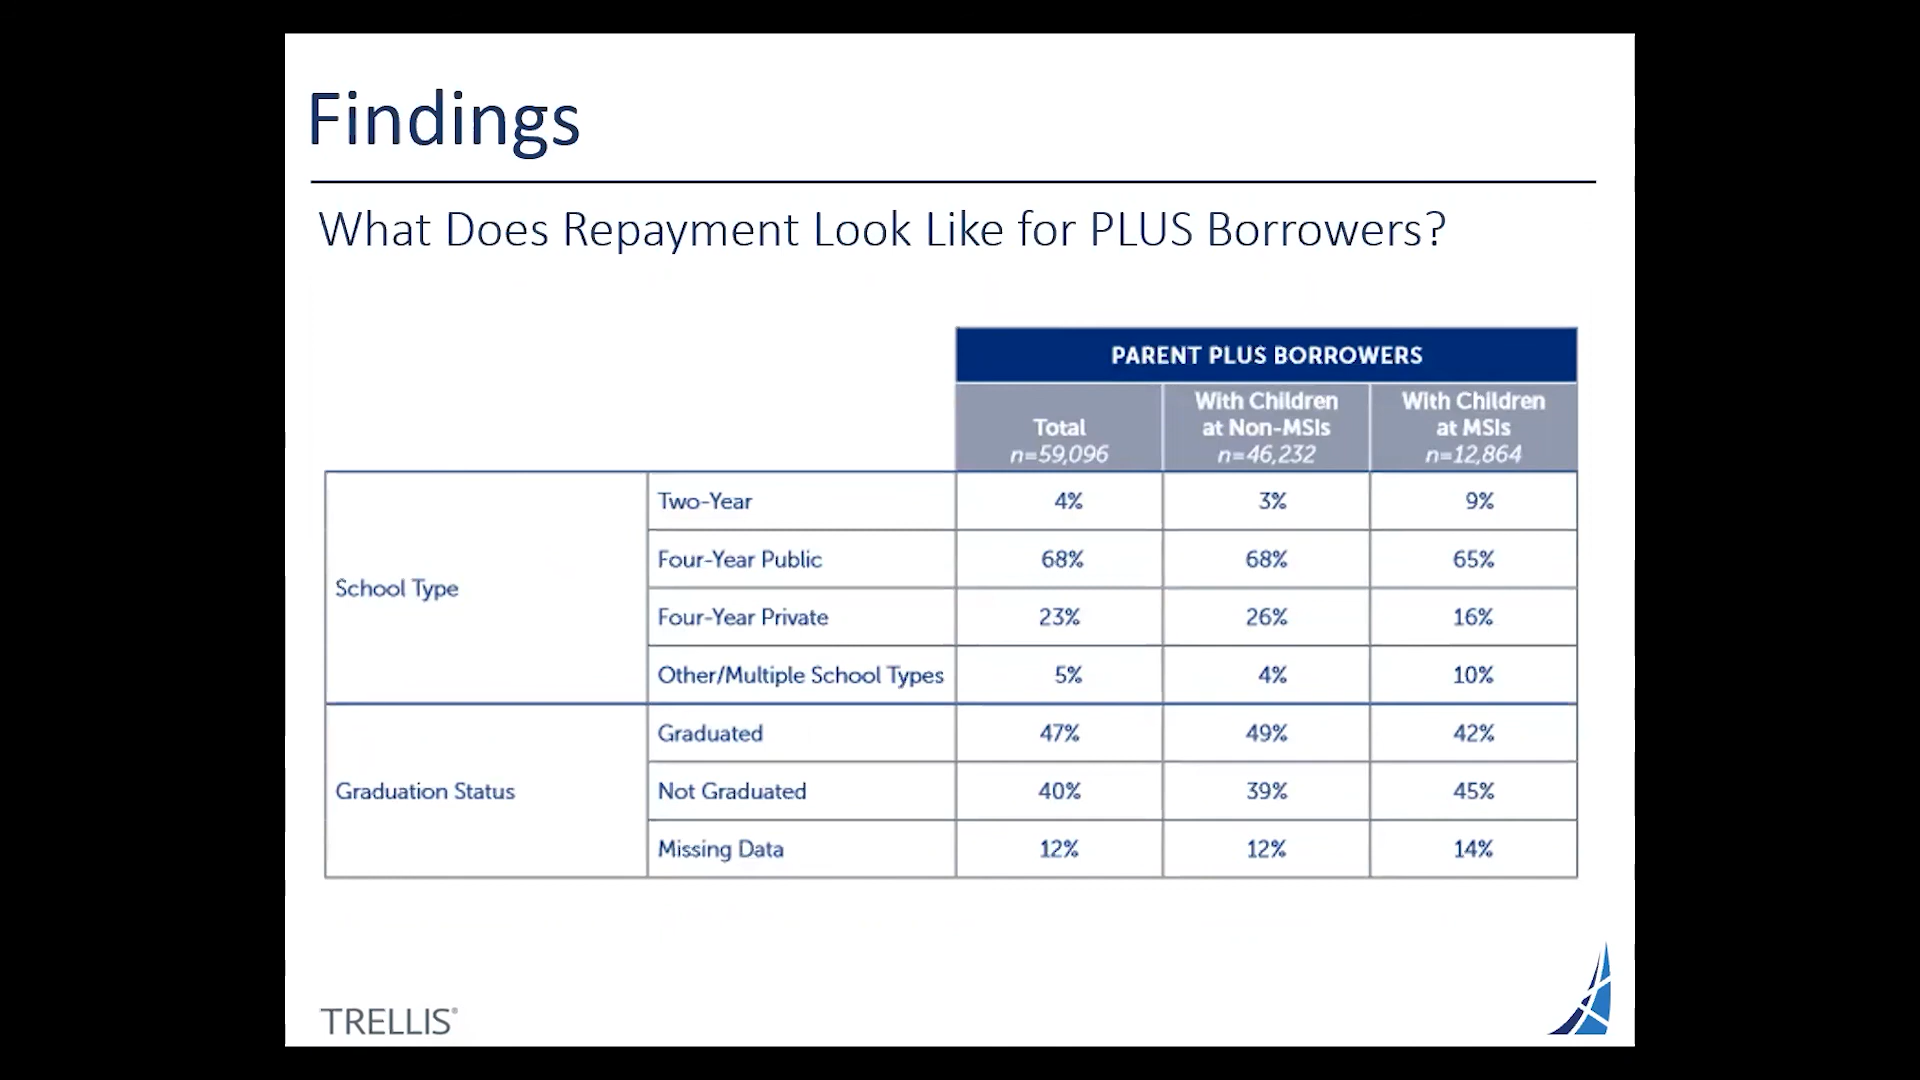 Findings
What Does Repayment Look Like for PLUS Borrowers?
PARENT PLUS BORROWERS
Total
n=59,096
With Children
at Non-MSIs
n=46,232
With Children
at MSIs
n=12,864
School Type
Two-Year 4% 3% 9%
Four-Year Public 68% 68% 65%
Four-Year Private 23% 26% 16%
Other/Multiple School Types 5% 4% 10%
Graduation Status
Graduated 47% 49% 42%
Not Graduated 40% 39% 45%
Missing Data 12% 12% 14%
TRELLIS®